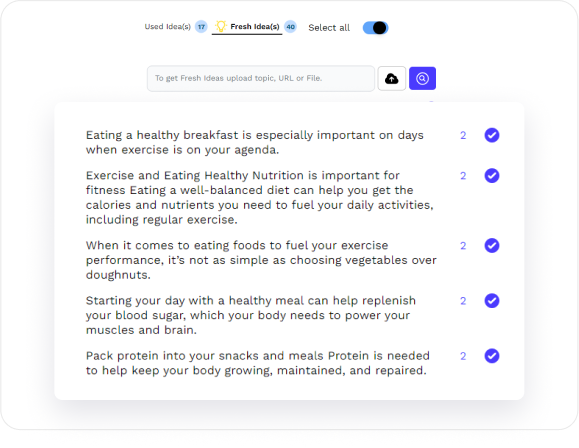 Used Idea(s) 17 Fresh Idea(s) 40 Select all
To get Fresh Ideas upload topic, URL or File.
Eating a healthy breakfast is especially important on days 2
when exercise is on your agenda.
Exercise and Eating Healthy Nutrition is important for 2
fitness Eating a well-balanced diet can help you get the
calories and nutrients you need to fuel your daily activities,
including regular exercise.
When it comes to eating foods to fuel your exercise 2
performance, it's not as simple as choosing vegetables over
doughnuts.
Starting your day with a healthy meal can help replenish 2
your blood sugar, which your body needs to power your
muscles and brain.
Pack protein into your snacks and meals Protein is needed 2
to help keep your body growing, maintained, and repaired.